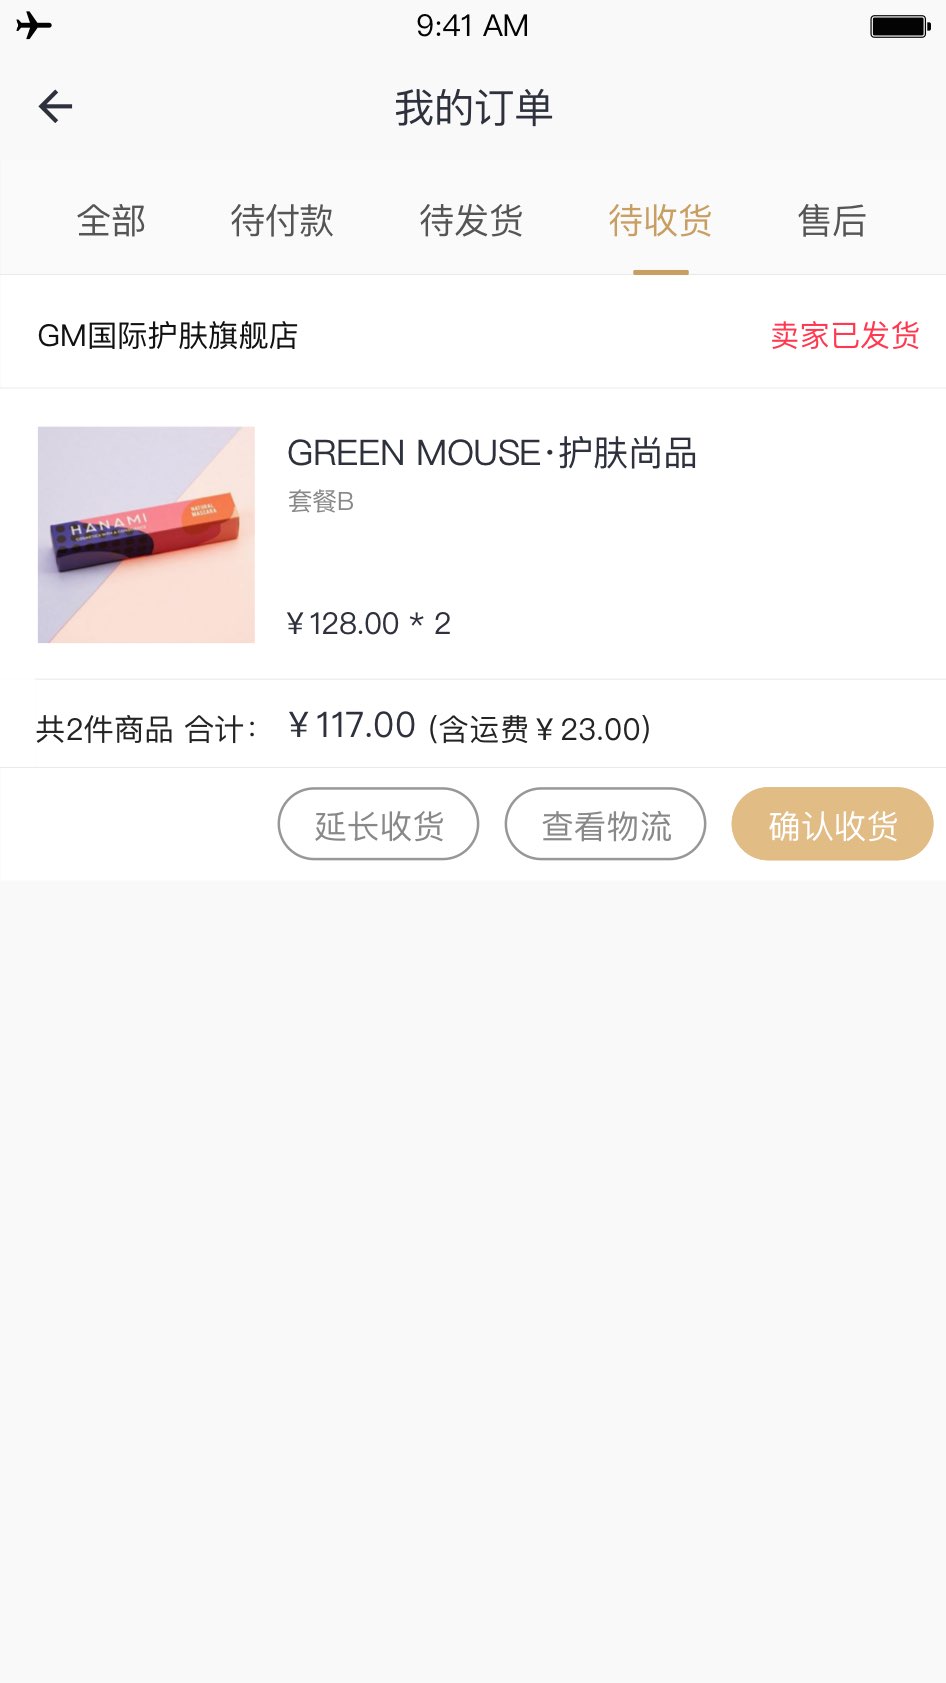 9:41 AM
我的订单
全部 待付款 待发货 待收货 售后
GM国际护肤旗舰店 卖家已发货
GREEN MOUSE·护肤尚品
套餐B
HANAMI
NATURAL
MASCARA
¥128.00 * 2
共2件商品 合计： ¥117.00 (含运费¥23.00)
延长收货 查看物流 确认收货